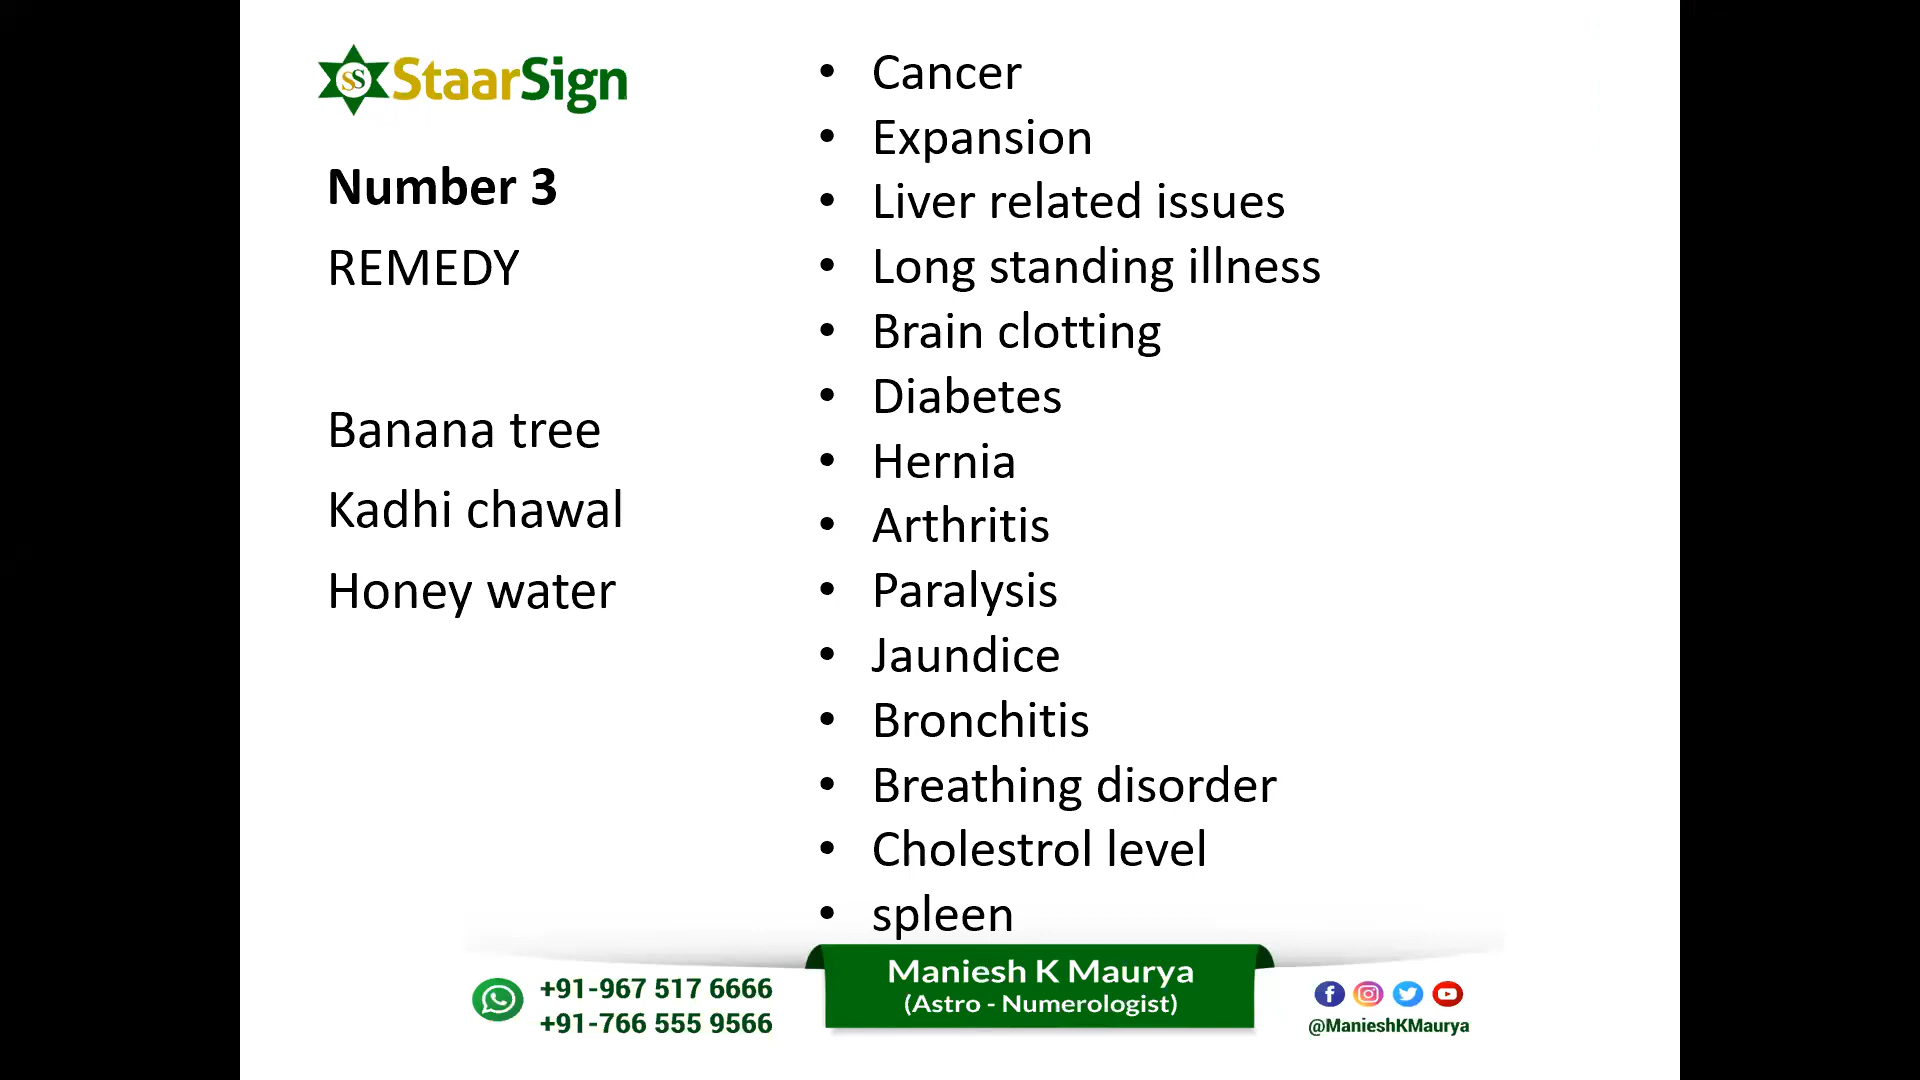 SS StaarSign
Number 3
REMEDY
Banana tree
Kadhi chawal
Honey water
• Cancer
• Expansion
• Liver related issues
• Long standing illness
• Brain clotting
• Diabetes
• Hernia
• Arthritis
• Paralysis
• Jaundice
• Bronchitis
• Breathing disorder
• Cholestrol level
• spleen
+91-967 517 6666
+91-766 555 9566
Maniesh K Maurya
(Astro - Numerologist)
@ManieshKMaurya